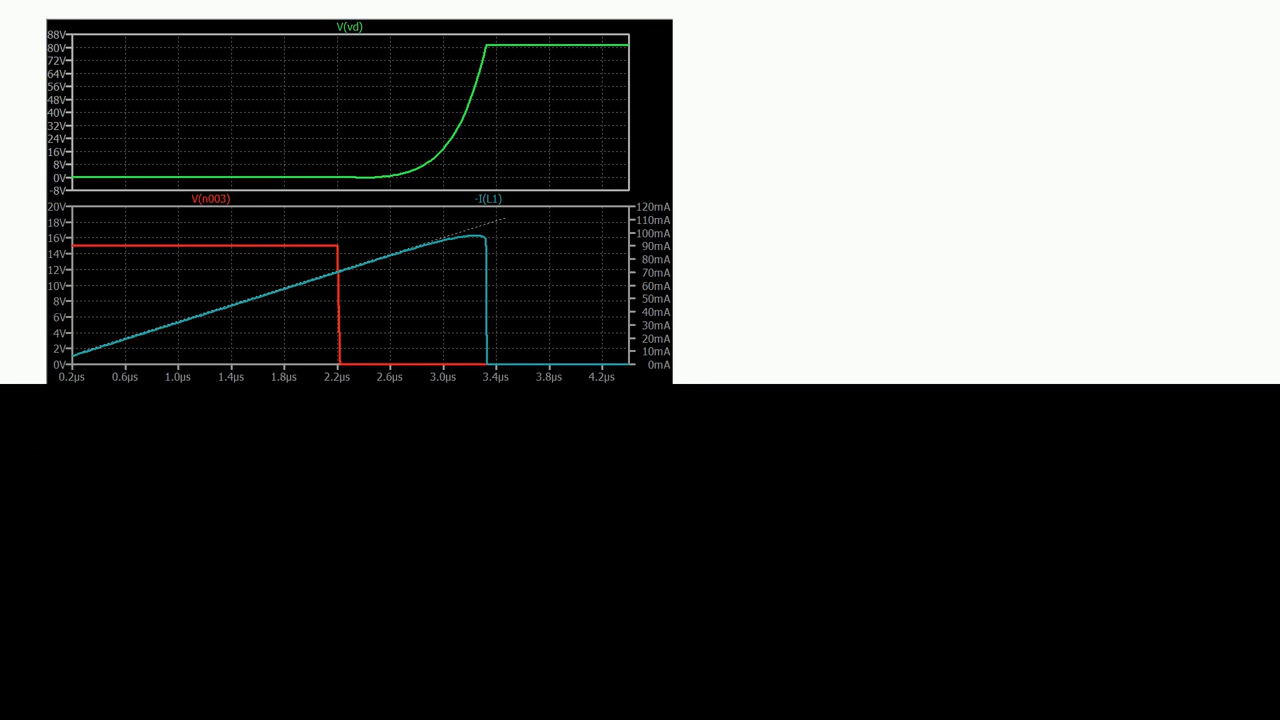 V(vd)
88V
80V
72V
64V
56V
48V
40V
32V
24V
16V
8V
0V
-8V
V(n003) -I(L1)
20V 120mA
18V 110mA
16V 100mA
14V 90mA
12V 80mA
10V 70mA
8V 60mA
6V 50mA
4V 40mA
2V 30mA
0V 20mA
10mA
0mA
0.2µs 0.6µs 1.0µs 1.4µs 1.8µs 2.2µs 2.6µs 3.0µs 3.4µs 3.8µs 4.2µs